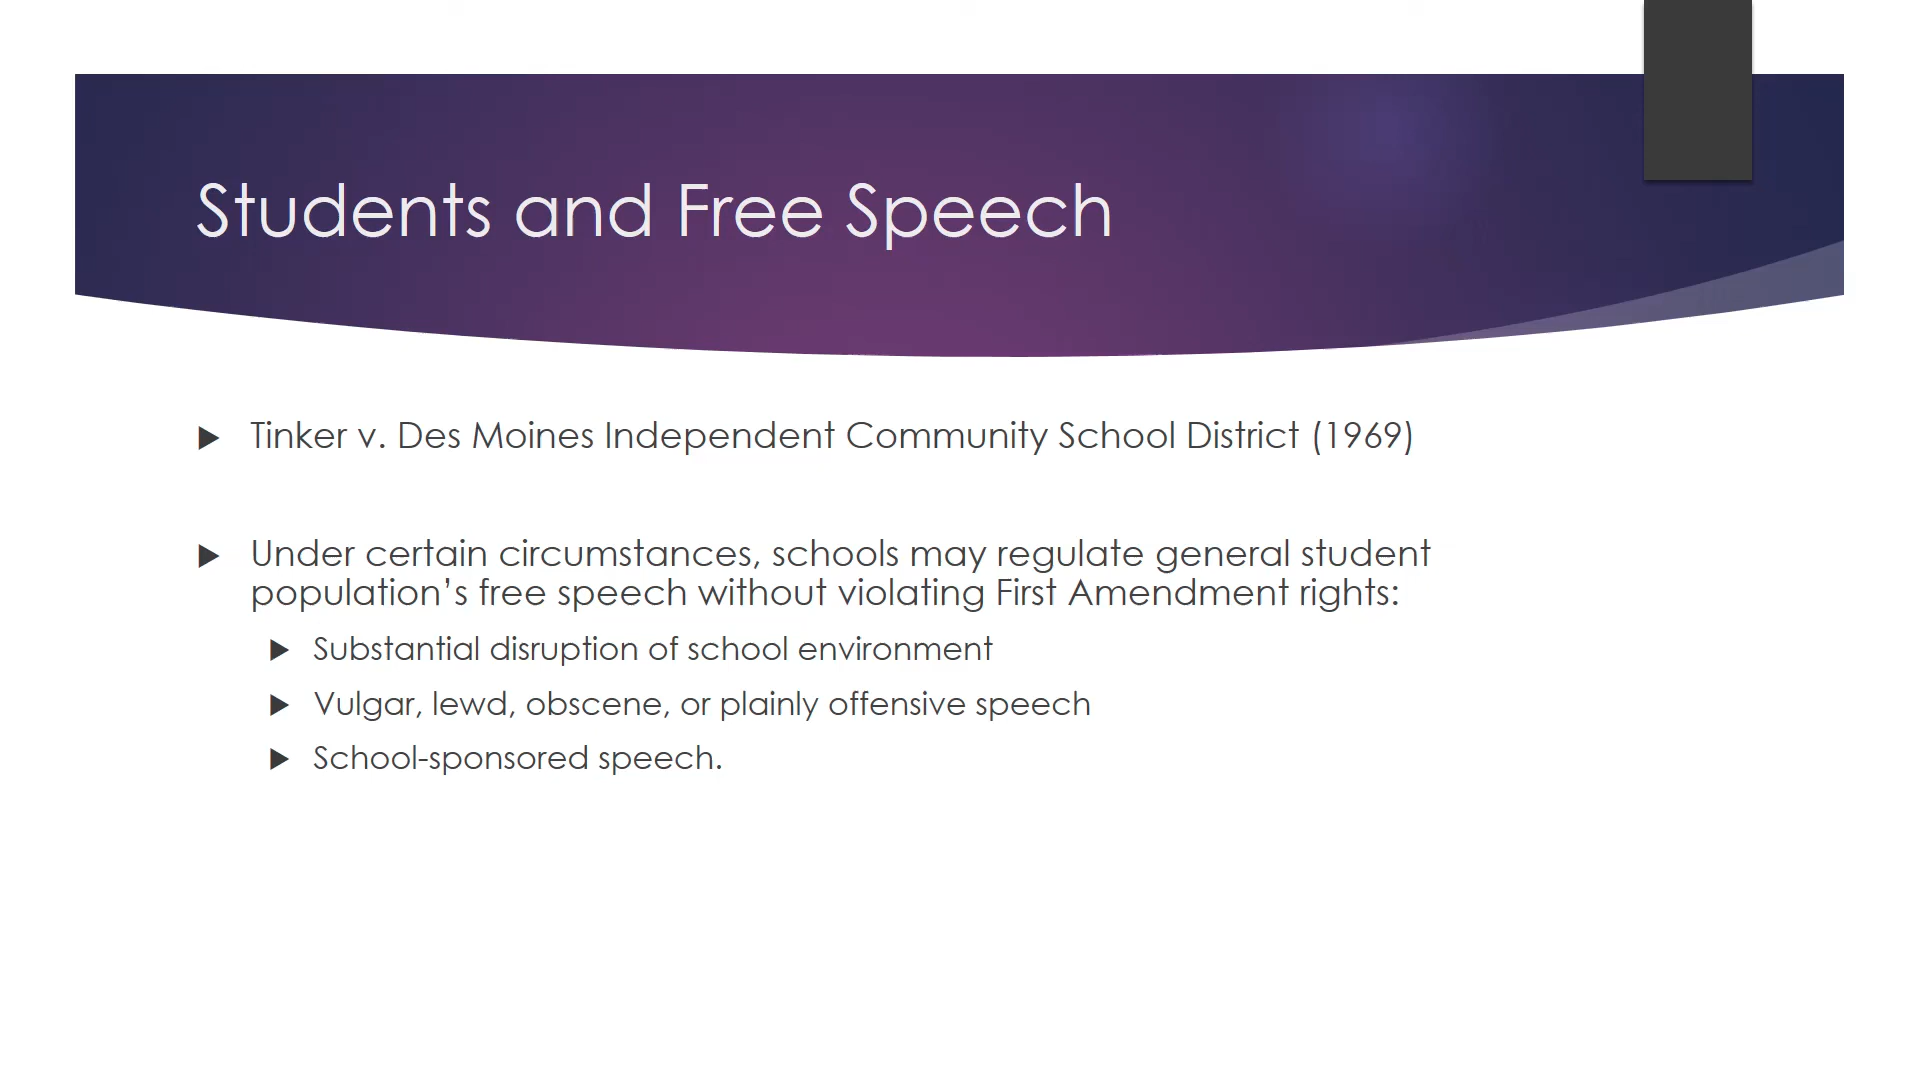 Students and Free Speech
Tinker v. Des Moines Independent Community School District (1969)
Under certain circumstances, schools may regulate general student
population’s free speech without violating First Amendment rights:
Substantial disruption of school environment
Vulgar, lewd, obscene, or plainly offensive speech
School-sponsored speech.